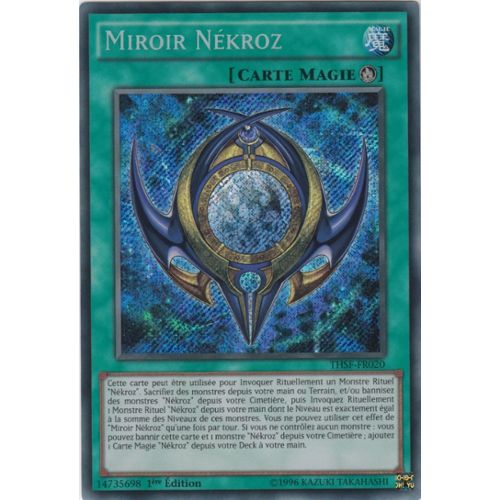 MIROIR NÉKROZ
MAGIE
魔
[CARTE MAGIE]
THSF-FR020
Cette carte peut être utilisée pour Invoquer Rituellement un Monstre Rituel
"Nékroz". Sacrifiez des monstres depuis votre main ou Terrain, et/ou bannisez
des monstres "Nékroz" depuis votre Cimetière, puis Invoquez Rituellement
1 Monstre Rituel "Nékroz" depuis votre main dont le Niveau est exactement égal
à la somme des Niveaux de ces monstres. Vous ne pouvez utiliser cet effet de
"Miroir Nékroz" qu'une fois par tour. Si vous ne contrôlez aucun monstre : vous
pouvez bannir cette carte et 1 monstre "Nékroz" depuis votre Cimetière ; ajoutez
1 Carte Magie "Nékroz" depuis votre Deck à votre main.
14735698
1ère Édition
©1996 KAZUKI TAKAHASHI